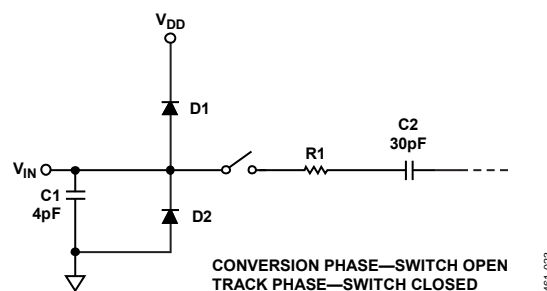 VDD
D1
C2
30pF
R1
VIN
C1
4pF
D2
CONVERSION PHASE—SWITCH OPEN
TRACK PHASE—SWITCH CLOSED